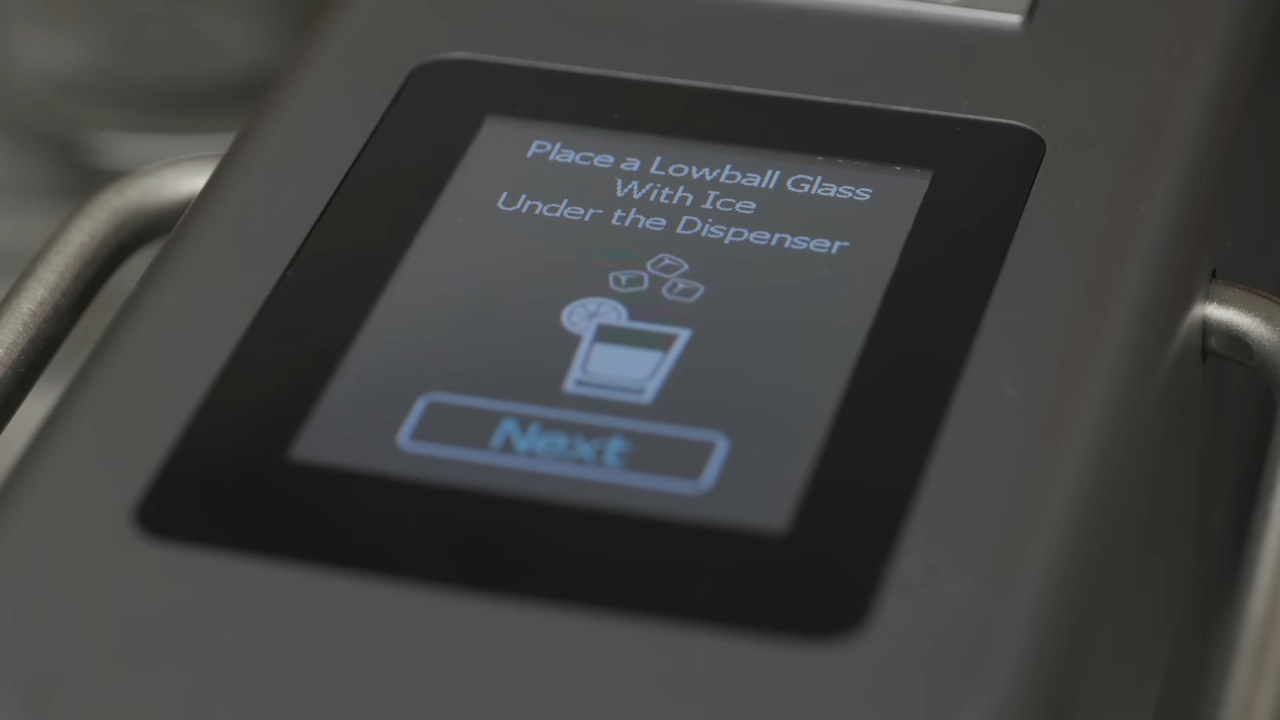 Place a Lowball Glass
With Ice
Under the Dispenser
Next